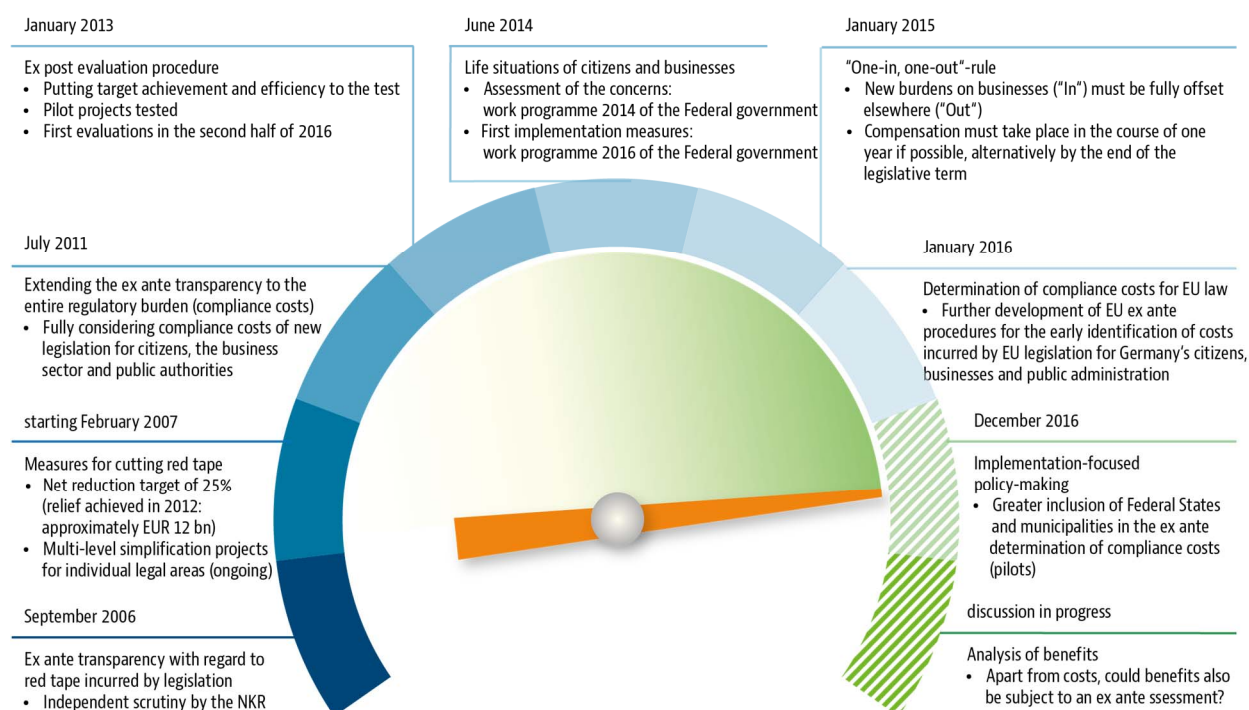 January 2013
Ex post evaluation procedure
• Putting target achievement and efficiency to the test
• Pilot projects tested
• First evaluations in the second half of 2016
June 2014
Life situations of citizens and businesses
• Assessment of the concerns:
work programme 2014 of the Federal government
• First implementation measures:
work programme 2016 of the Federal government
January 2015
“One-in, one-out“-rule
• New burdens on businesses (“In“) must be fully offset
elsewhere (“Out“)
• Compensation must take place in the course of one
year if possible, alternatively by the end of the
legislative term
July 2011
Extending the ex ante transparency to the
entire regulatory burden (compliance costs)
• Fully considering compliance costs of new
legislation for citizens, the business
sector and public authorities
January 2016
Determination of compliance costs for EU law
• Further development of EU ex ante
procedures for the early identification of costs
incurred by EU legislation for Germany’s citizens,
businesses and public administration
starting February 2007
Measures for cutting red tape
• Net reduction target of 25%
(relief achieved in 2012:
approximately EUR 12 bn)
• Multi-level simplification projects
for individual legal areas (ongoing)
December 2016
Implementation-focused
policy-making
• Greater inclusion of Federal States
and municipalities in the ex ante
determination of compliance costs
(pilots)
September 2006
Ex ante transparency with regard to
red tape incurred by legislation
• Independent scrutiny by the NKR
discussion in progress
Analysis of benefits
• Apart from costs, could benefits also
be subject to an ex ante ssessment?